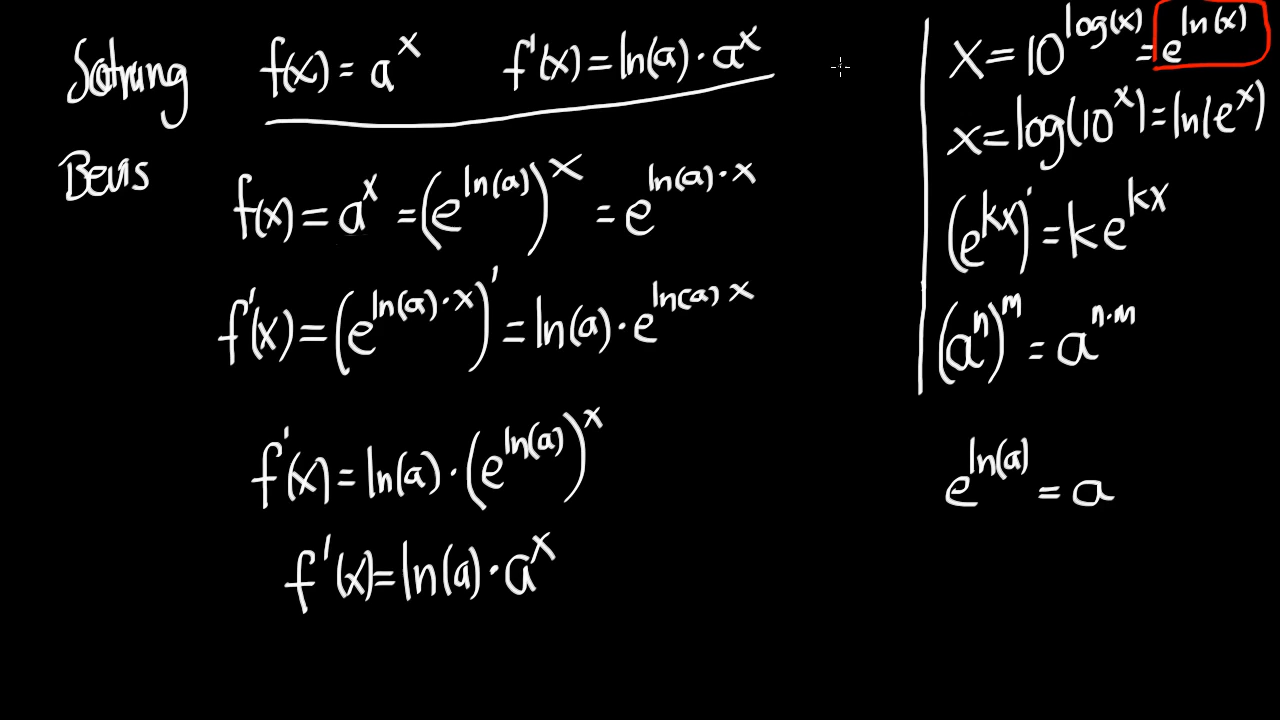 Sætning f(x) = a^x f'(x) = ln(a) · a^x
Bevis
f(x) = a^x = (e^{ln(a)})^x = e^{ln(a) · x}
f'(x) = (e^{ln(a) · x})' = ln(a) · e^{ln(a) x}
f'(x) = ln(a) · (e^{ln(a)})^x
f'(x) = ln(a) · a^x
x = 10^{log(x)} = e^{ln(x)}
x = log(10^x) = ln(e^x)
(e^{kx})' = k e^{kx}
(a^n)^m = a^{n·m}
e^{ln(a)} = a